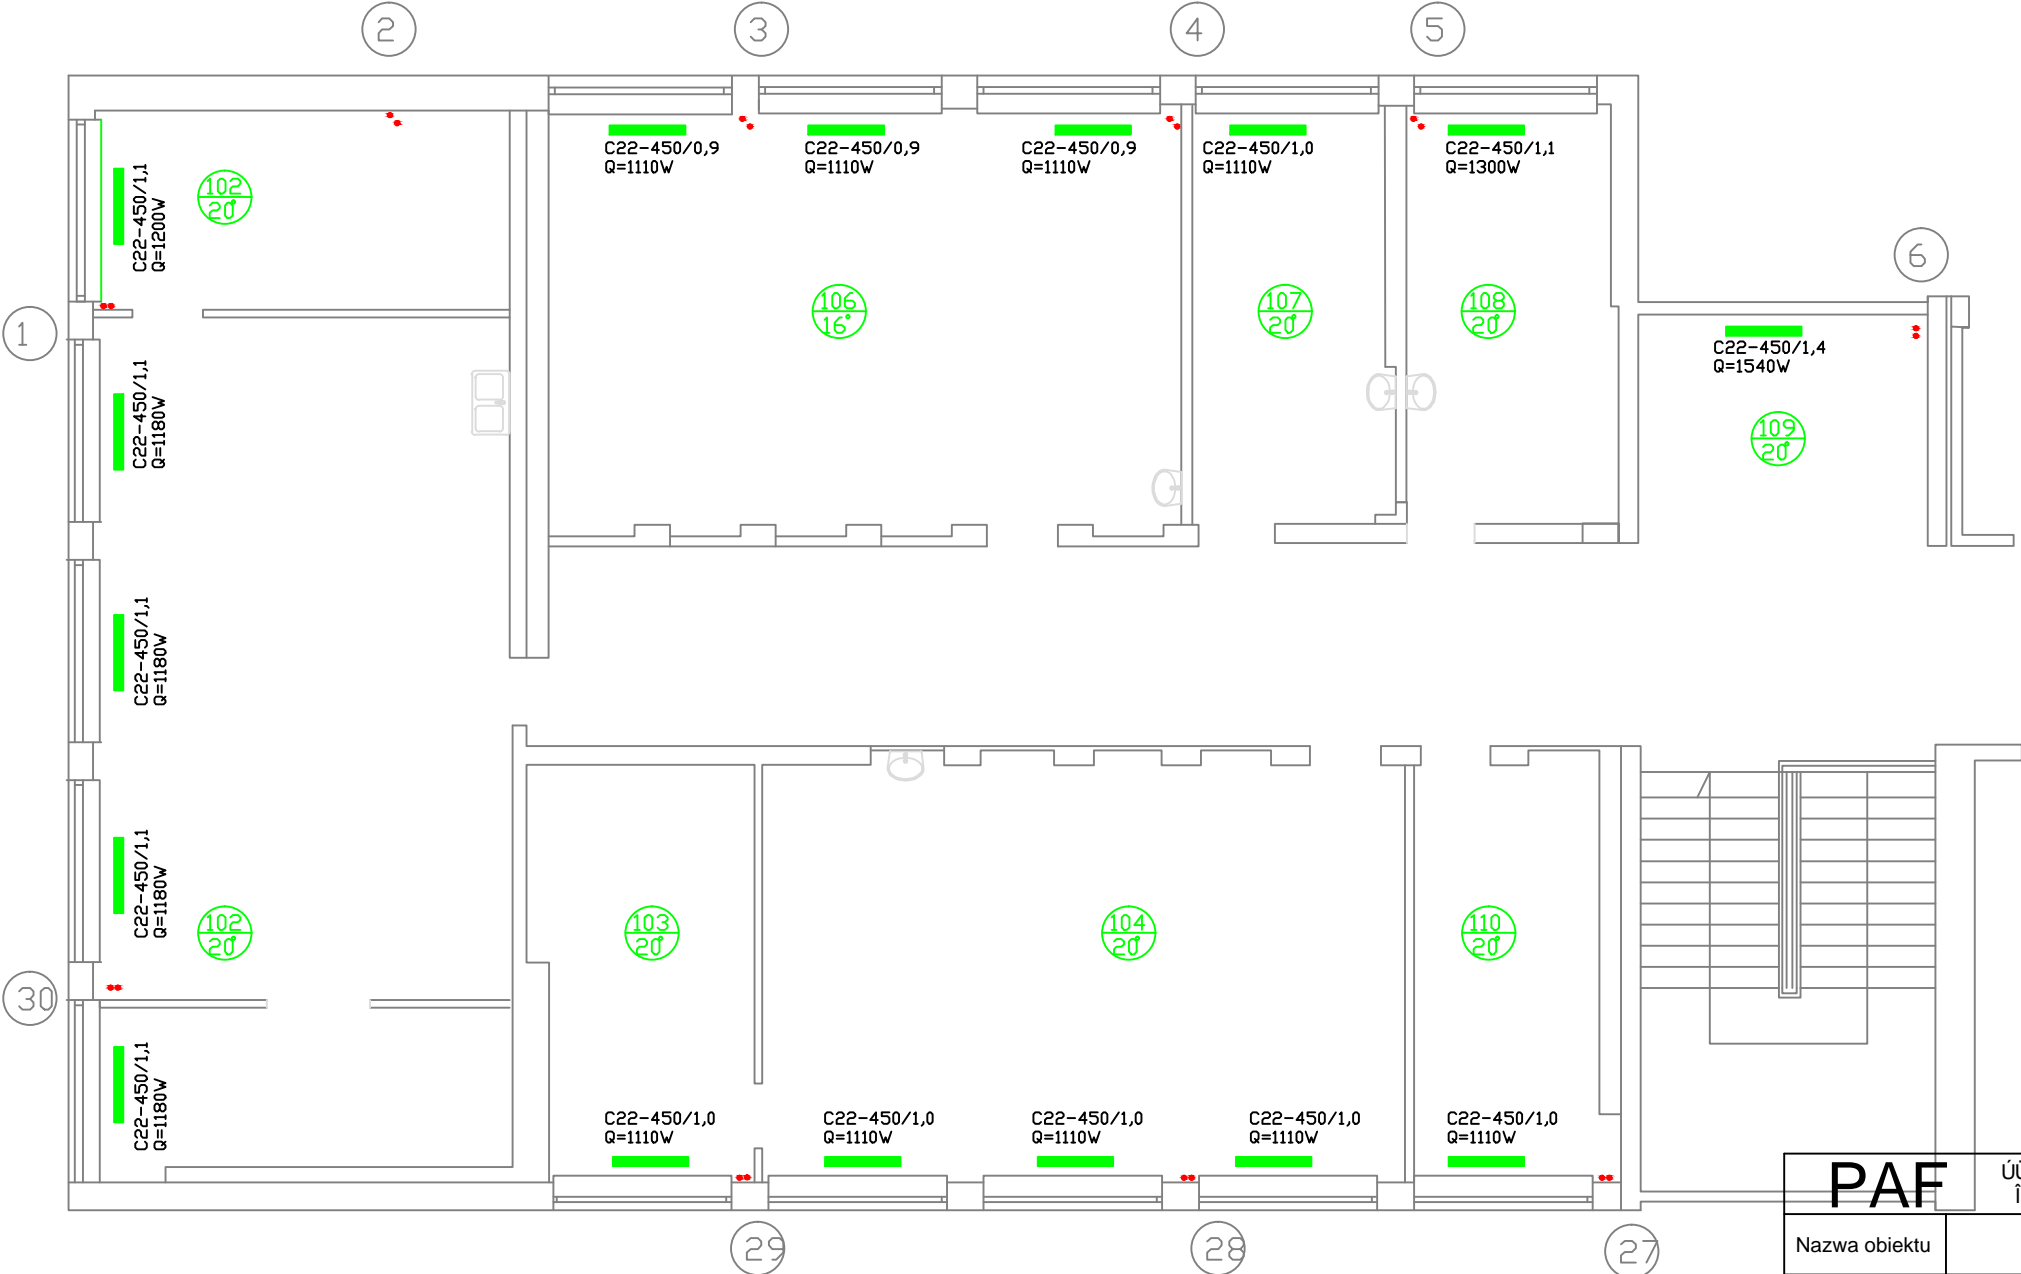 2
3
4
5
C22-450/0,9
Q=1110W
C22-450/0,9
Q=1110W
C22-450/0,9
Q=1110W
C22-450/1,0
Q=1110W
C22-450/1,1
Q=1300W
C22-450/1,1
Q=1200W
102
20°
6
106
16°
107
20°
108
20°
1
C22-450/1,4
Q=1540W
C22-450/1,1
Q=1180W
109
20°
C22-450/1,1
Q=1180W
C22-450/1,1
Q=1180W
102
20°
103
20°
104
20°
110
20°
30
C22-450/1,1
Q=1180W
C22-450/1,0
Q=1110W
C22-450/1,0
Q=1110W
C22-450/1,0
Q=1110W
C22-450/1,0
Q=1110W
C22-450/1,0
Q=1110W
PAF
29
28
27
Nazwa obiektu